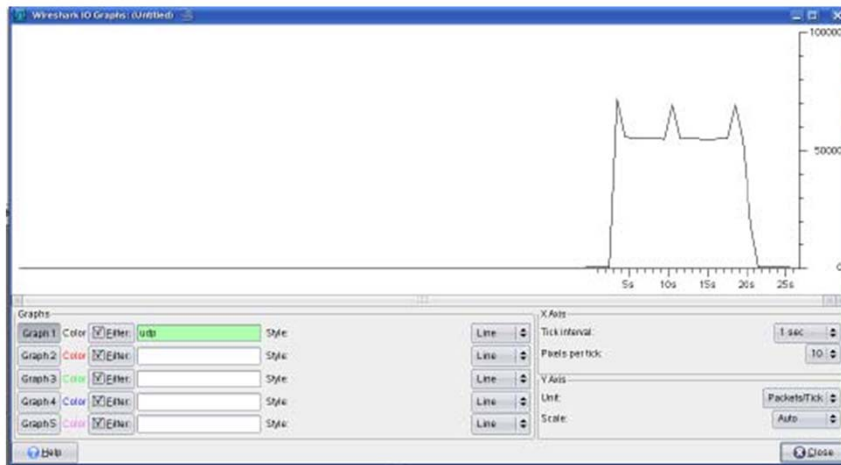 Wireshark IO Graphs: (Untitled)
100000
50000
0
5s 10s 15s 20s 25s
Graphs
Graph 1 Color Filter: udp Style: Line
Graph 2 Color Filter: Style: Line
Graph 3 Color Filter: Style: Line
Graph 4 Color Filter: Style: Line
Graph 5 Color Filter: Style: Line
X Axis
Tick interval: 1 sec
Pixels per tick: 10
Y Axis
Unit: Packets/Tick
Scale: Auto
Help
Close